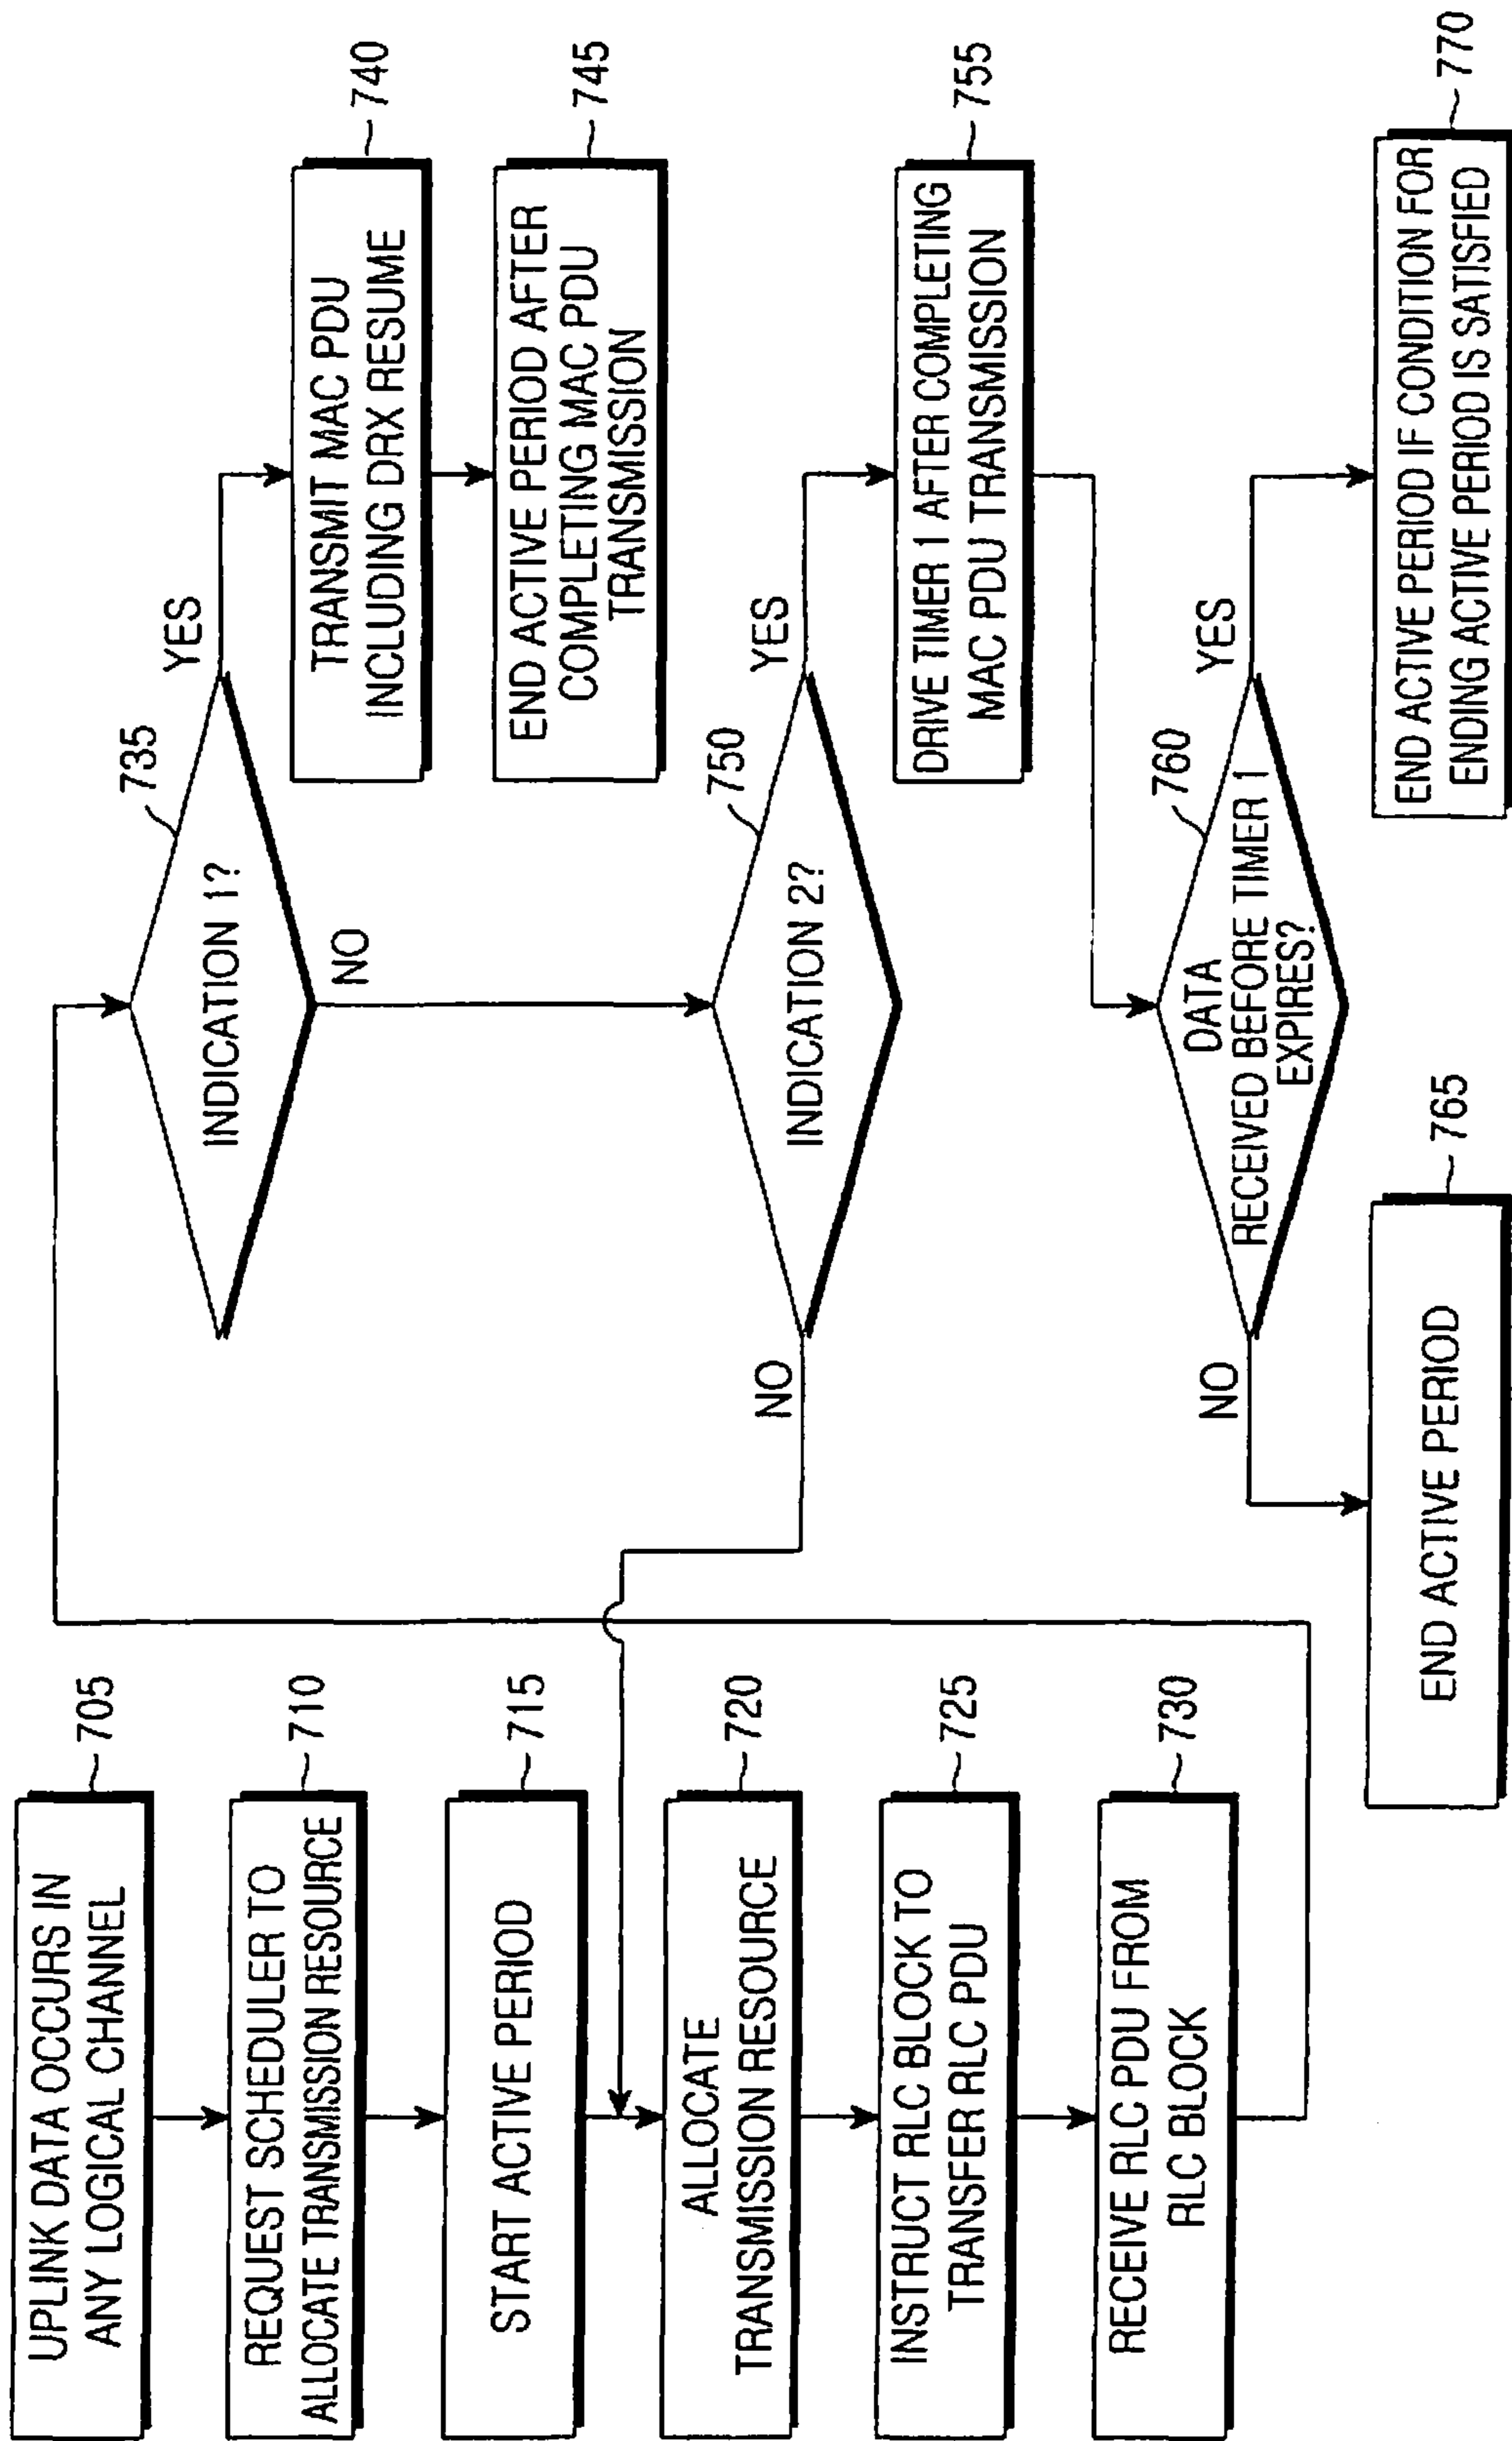 UPLINK DATA OCCURS IN
ANY LOGICAL CHANNEL
705
REQUEST SCHEDULER TO
ALLOCATE TRANSMISSION RESOURCE
710
START ACTIVE PERIOD
715
ALLOCATE
TRANSMISSION RESOURCE
720
INSTRUCT RLC BLOCK TO
TRANSFER RLC PDU
725
RECEIVE RLC PDU FROM
RLC BLOCK
730
735
INDICATION 1?
YES
NO
TRANSMIT MAC PDU
INCLUDING DRX RESUME
740
END ACTIVE PERIOD AFTER
COMPLETING MAC PDU
TRANSMISSION
745
750
INDICATION 2?
NO
YES
DRIVE TIMER 1 AFTER COMPLETING
MAC PDU TRANSMISSION
755
760
DATA
RECEIVED BEFORE TIMER 1
EXPIRES?
NO
YES
END ACTIVE PERIOD
765
END ACTIVE PERIOD IF CONDITION FOR
ENDING ACTIVE PERIOD IS SATISFIED
770